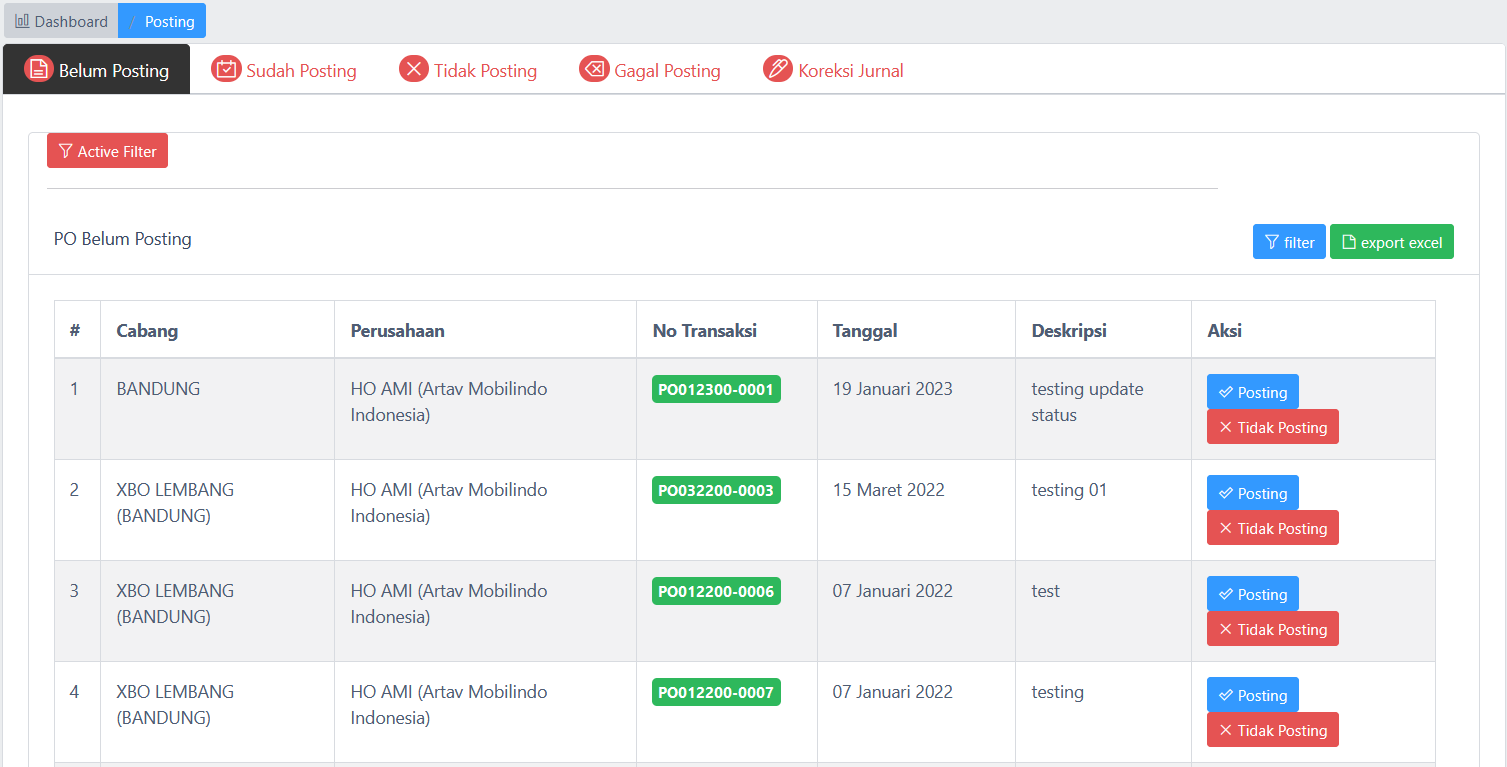 Dashboard / Posting
Belum Posting Sudah Posting Tidak Posting Gagal Posting Koreksi Jurnal
Active Filter
PO Belum Posting filter export excel
# Cabang Perusahaan No Transaksi Tanggal Deskripsi Aksi
1 BANDUNG HO AMI (Artav Mobilindo PO012300-0001 19 Januari 2023 testing update Posting
Indonesia) status Tidak Posting
2 XBO LEMBANG HO AMI (Artav Mobilindo PO032200-0003 15 Maret 2022 testing 01 Posting
(BANDUNG) Indonesia) Tidak Posting
3 XBO LEMBANG HO AMI (Artav Mobilindo PO012200-0006 07 Januari 2022 test Posting
(BANDUNG) Indonesia) Tidak Posting
4 XBO LEMBANG HO AMI (Artav Mobilindo PO012200-0007 07 Januari 2022 testing Posting
(BANDUNG) Indonesia) Tidak Posting